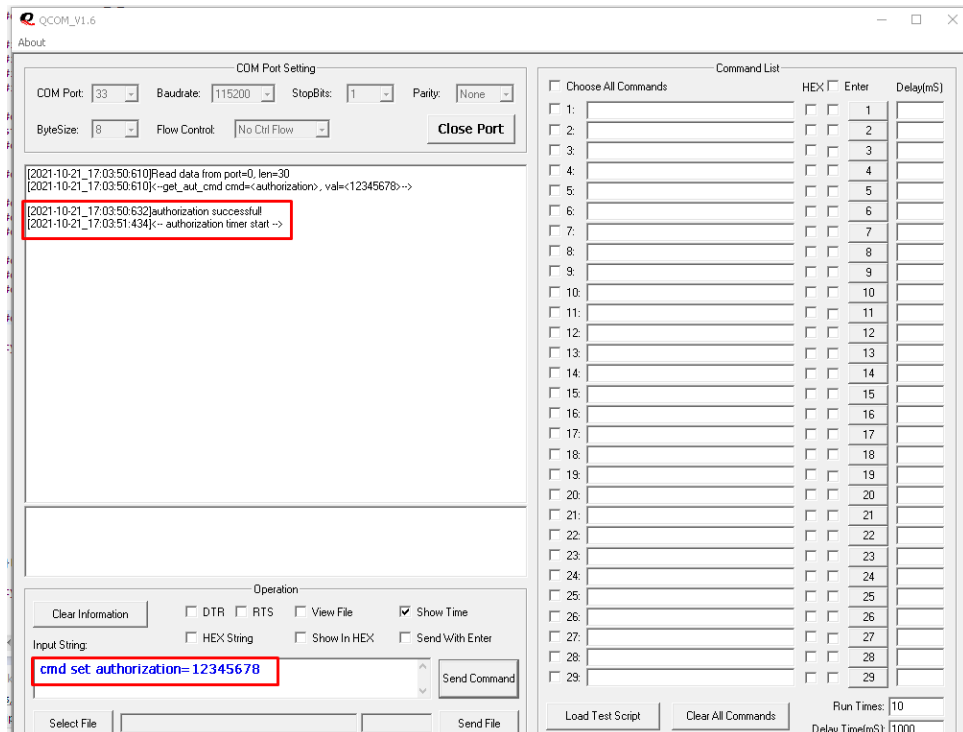 QCOM_V1.6
About
COM Port Setting
COM Port: 33 Baudrate: 115200 StopBits: 1 Parity: None
ByteSize: 8 Flow Control: No Ctrl Flow Close Port
[2021-10-21_17:03:50:610]Read data from port=0, len=30
[2021-10-21_17:03:50:610]<--get_aut_cmd cmd=<authorization>, val=<12345678>-->
[2021-10-21_17:03:50:632]authorization successful!
[2021-10-21_17:03:51:434]<-- authorization timer start -->
Operation
Clear Information DTR RTS View File Show Time
HEX String Show In HEX Send With Enter
Input String:
cmd set authorization=12345678
Send Command
Select File Send File
Command List
Choose All Commands HEX Enter Delay(mS)
1: 1
2: 2
3: 3
4: 4
5: 5
6: 6
7: 7
8: 8
9: 9
10: 10
11: 11
12: 12
13: 13
14: 14
15: 15
16: 16
17: 17
18: 18
19: 19
20: 20
21: 21
22: 22
23: 23
24: 24
25: 25
26: 26
27: 27
28: 28
29: 29
Run Times: 10
Load Test Script Clear All Commands
Delay Time(mS): 1000